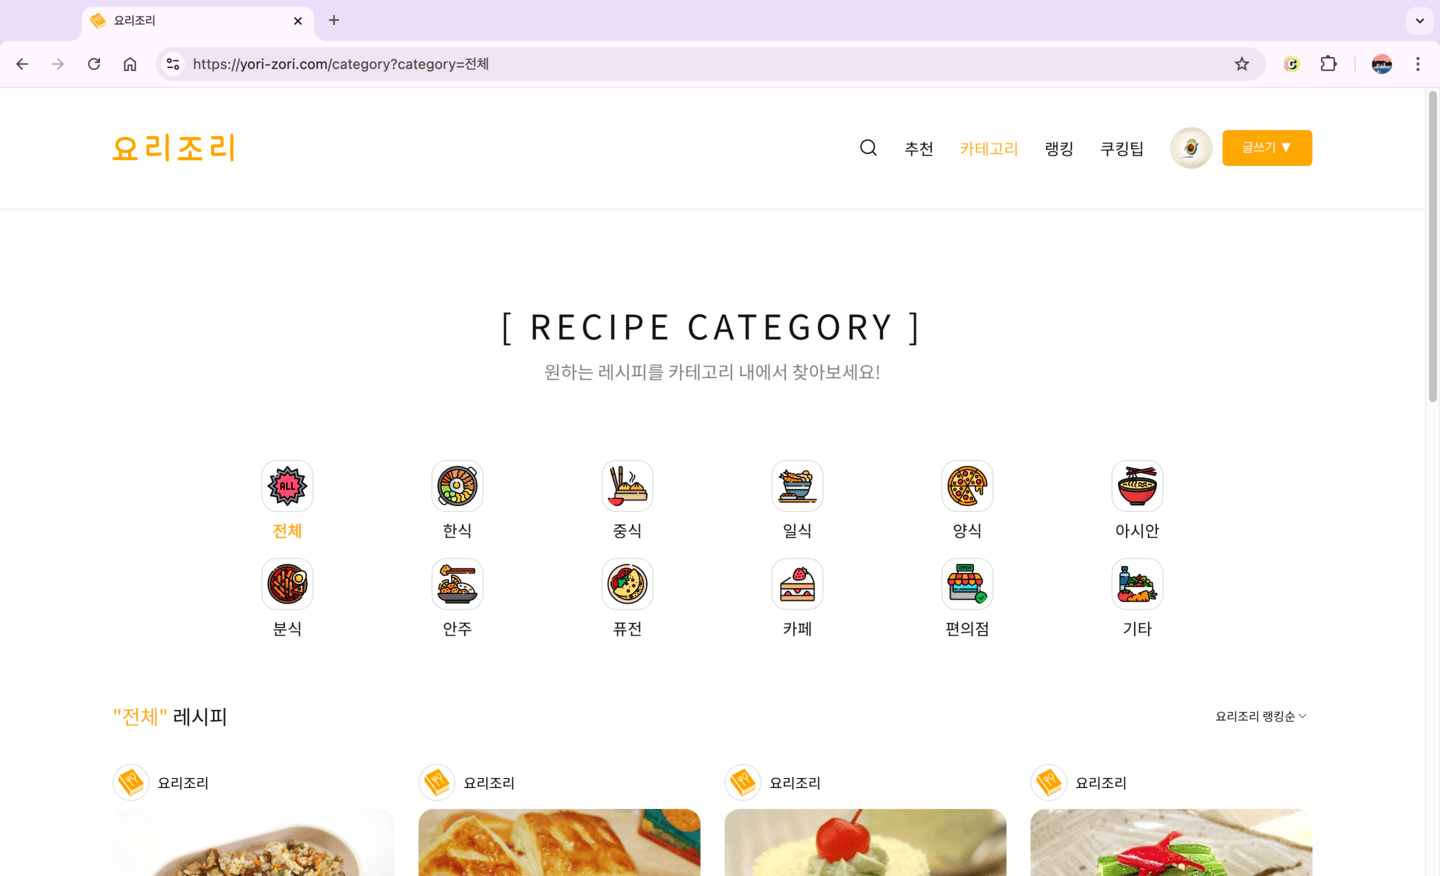 요리조리
https://yori-zori.com/category?category=전체
요리조리
추천 카테고리 랭킹 쿠킹팁 글쓰기 ▼
[ RECIPE CATEGORY ]
원하는 레시피를 카테고리 내에서 찾아보세요!
ALL
전체 한식 중식 일식 양식 아시안
OPEN
분식 안주 퓨전 카페 편의점 기타
"전체" 레시피
요리조리 랭킹순
요리조리 요리조리 요리조리 요리조리